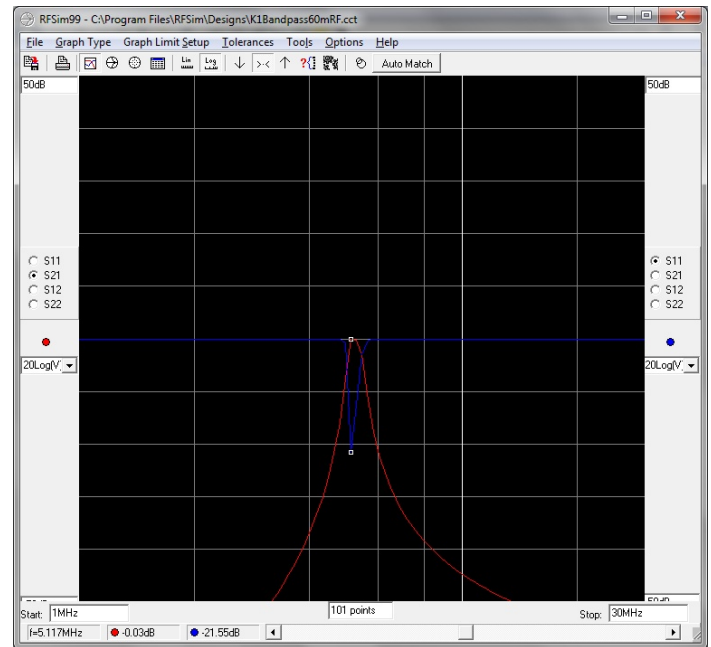 RFSim99 - C:\Program Files\RFSim\Designs\K1Bandpass60mRF.cct
File Graph Type Graph Limit Setup Tolerances Tools Options Help
Lin Log Auto Match
50dB 50dB
S11 S11
S21 S21
S12 S12
S22 S22
20Log(V) 20Log(V)
Start: 1MHz 101 points Stop: 30MHz
f=5.117MHz -0.03dB -21.55dB